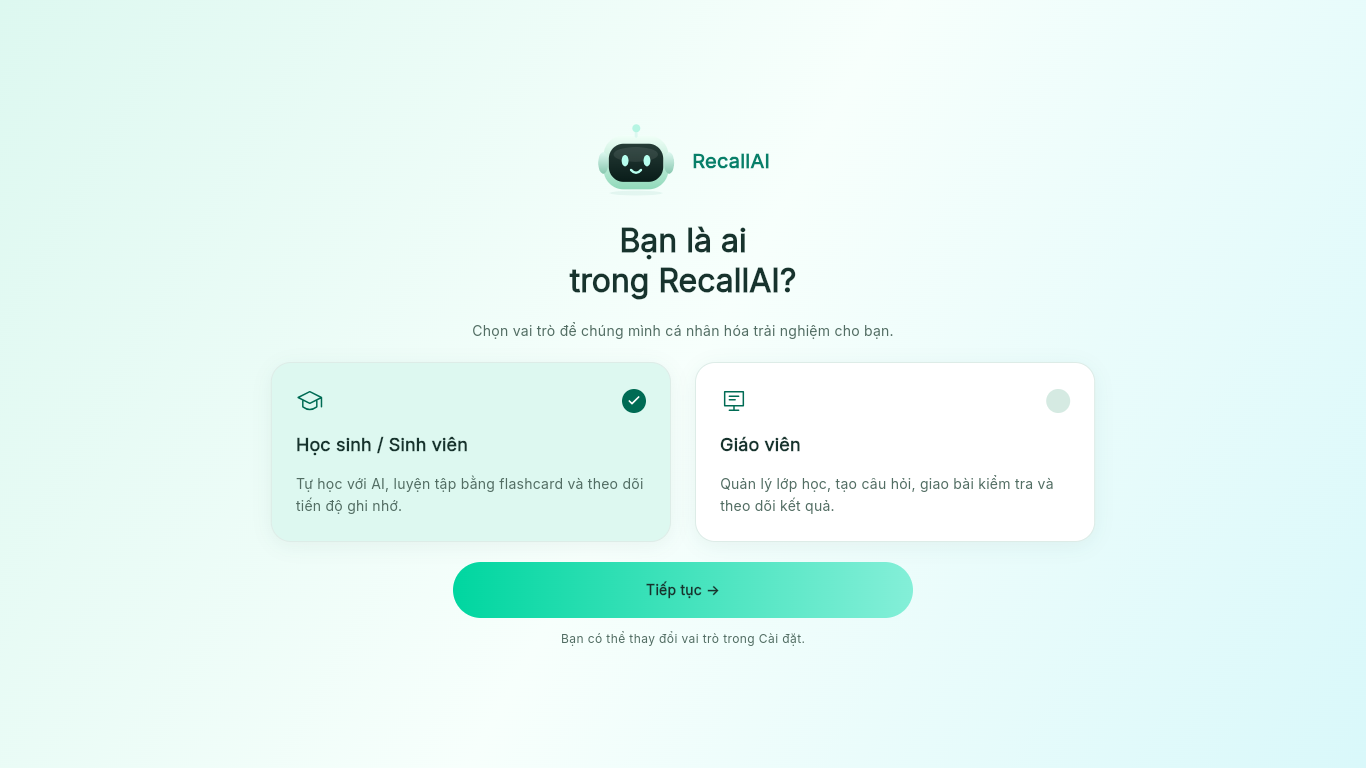 RecallAI
Bạn là ai
trong RecallAI?
Chọn vai trò để chúng mình cá nhân hóa trải nghiệm cho bạn.
Học sinh / Sinh viên
Tự học với AI, luyện tập bằng flashcard và theo dõi
tiến độ ghi nhớ.
Giáo viên
Quản lý lớp học, tạo câu hỏi, giao bài kiểm tra và
theo dõi kết quả.
Tiếp tục →
Bạn có thể thay đổi vai trò trong Cài đặt.